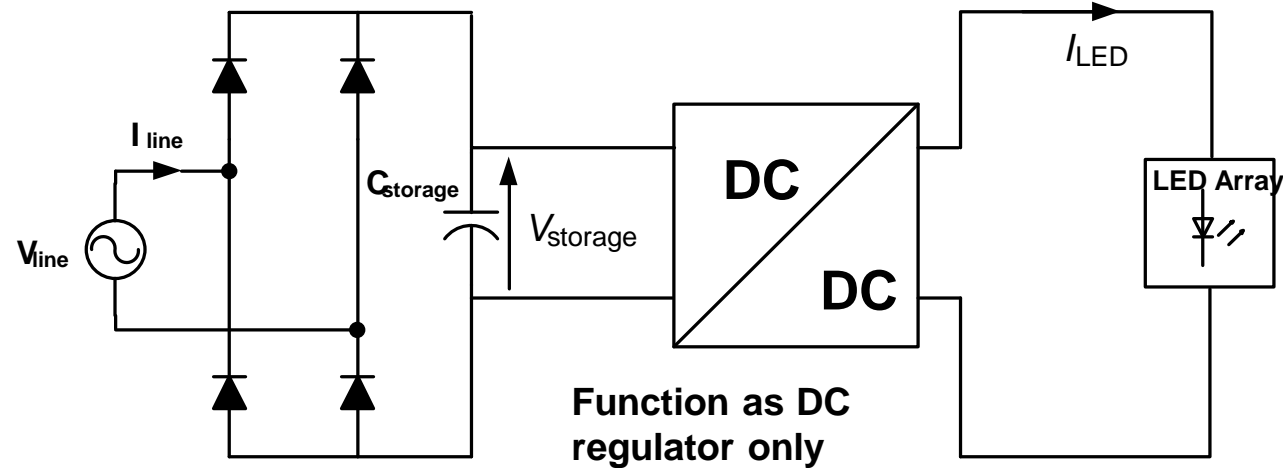 I line
V line
C storage
V storage
DC
DC
I LED
LED Array
Function as DC
regulator only